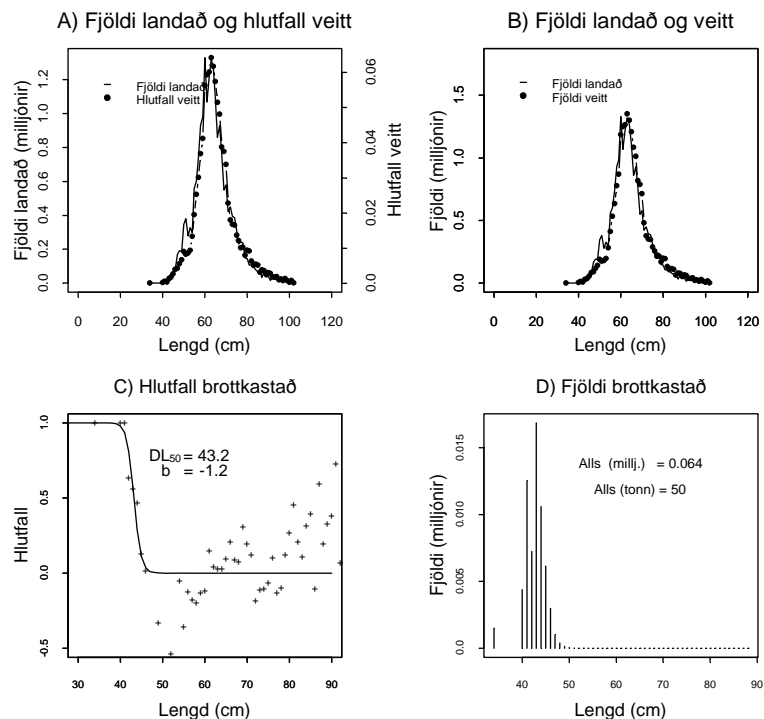 A) Fjöldi landað og hlutfall veitt
Fjöldi landað (milljónir)
0.0 0.2 0.4 0.6 0.8 1.0 1.2
Fjöldi landað
Hlutfall veitt
0.0 0.02 0.04 0.06
Hlutfall veitt
0 20 40 60 80 100 120
Lengd (cm)
B) Fjöldi landað og veitt
Fjöldi (milljónir)
0.0 0.5 1.0 1.5
Fjöldi landað
Fjöldi veitt
0 20 40 60 80 100 120
Lengd (cm)
C) Hlutfall brottkastað
Hlutfall
-0.5 0.0 0.5 1.0
DL50 = 43.2
b = -1.2
30 40 50 60 70 80 90
Lengd (cm)
D) Fjöldi brottkastað
Fjöldi (milljónir)
0.0 0.005 0.010 0.015
Alls (millj.) = 0.064
Alls (tonn) = 50
40 50 60 70 80 90
Lengd (cm)